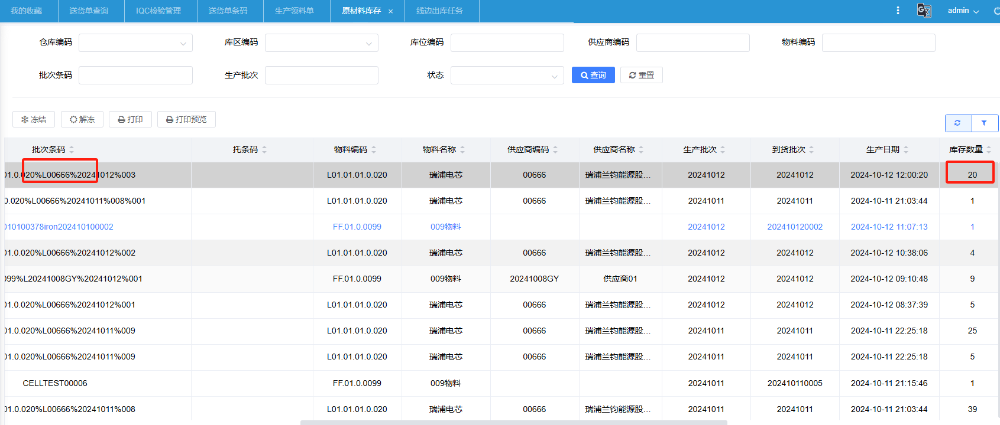 我的收藏 送货单查询 IQC检验管理 送货单条码 生产领料单 原材料库存 × 线边出库任务 admin
仓库编码 库区编码 库位编码 供应商编码 物料编码
批次条码 生产批次 状态 查询 重置
冻结 解冻 打印 打印预览
批次条码 托条码 物料编码 物料名称 供应商编码 供应商名称 生产批次 到货批次 生产日期 库存数量
01.0.020%L00666%20241012%003 L01.01.01.0.020 瑞浦电芯 00666 瑞浦兰钧能源股... 20241012 20241012 2024-10-12 12:00:20 20
0.020%L00666%20241011%008%001 L01.01.01.0.020 瑞浦电芯 00666 瑞浦兰钧能源股... 20241011 20241011 2024-10-11 21:03:44 1
010100378iron202410100002 FF.01.0.0099 009物料 20241012 202410120002 2024-10-12 11:07:13 1
01.0.020%L00666%20241012%002 L01.01.01.0.020 瑞浦电芯 00666 瑞浦兰钧能源股... 20241012 20241012 2024-10-12 10:38:06 4
099%L20241008GY%20241012%001 FF.01.0.0099 009物料 20241008GY 供应商01 20241012 20241012 2024-10-12 09:10:48 9
01.0.020%L00666%20241012%001 L01.01.01.0.020 瑞浦电芯 00666 瑞浦兰钧能源股... 20241012 20241012 2024-10-12 08:37:39 5
01.0.020%L00666%20241011%009 L01.01.01.0.020 瑞浦电芯 00666 瑞浦兰钧能源股... 20241011 20241011 2024-10-11 22:25:18 25
01.0.020%L00666%20241011%009 L01.01.01.0.020 瑞浦电芯 00666 瑞浦兰钧能源股... 20241011 20241011 2024-10-11 22:25:18 5
CELLTEST00006 FF.01.0.0099 009物料 20241011 202410110005 2024-10-11 21:15:46 1
01.0.020%L00666%20241011%008 L01.01.01.0.020 瑞浦电芯 00666 瑞浦兰钧能源股... 20241011 20241011 2024-10-11 21:03:44 39